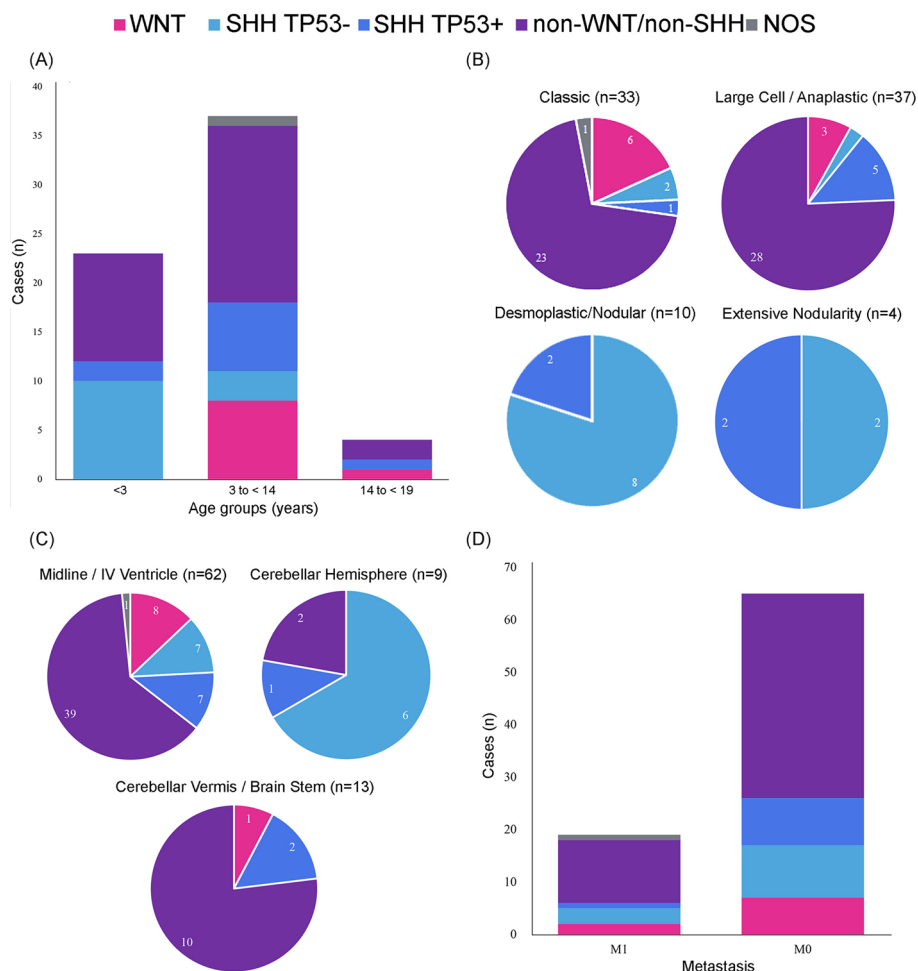 WNT SHH TP53- SHH TP53+ non-WNT/non-SHH NOS
(A)
40
35
30
25
20
15
10
5
0
Cases (n)
<3 3 to < 14 14 to < 19
Age groups (years)
(B)
Classic (n=33)
1
6
2
1
23
Large Cell / Anaplastic (n=37)
3
5
28
Desmoplastic/Nodular (n=10)
2
8
Extensive Nodularity (n=4)
2
2
(C)
Midline / IV Ventricle (n=62)
1
8
7
7
39
Cerebellar Hemisphere (n=9)
2
1
6
Cerebellar Vermis / Brain Stem (n=13)
1
2
10
(D)
70
60
50
40
30
20
10
0
Cases (n)
M1 M0
Metastasis